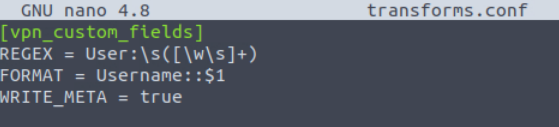 GNU nano 4.8 transforms.conf
[vpn_custom_fields]
REGEX = User:\s([\w\s]+)
FORMAT = Username::$1
WRITE_META = true